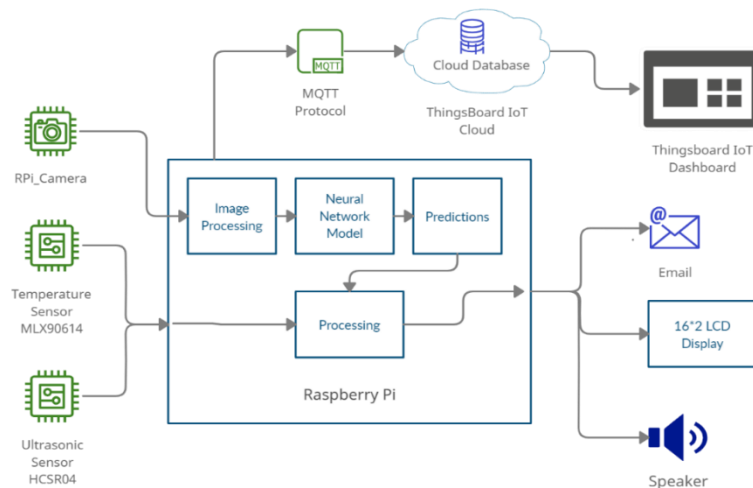 MQTT
MQTT
Protocol
Cloud Database
ThingsBoard IoT
Cloud
Thingsboard IoT
Dashboard
RPi_Camera
Image
Processing
Neural
Network
Model
Predictions
Temperature
Sensor
MLX90614
Processing
Raspberry Pi
Ultrasonic
Sensor
HCSR04
@
Email
16*2 LCD
Display
Speaker